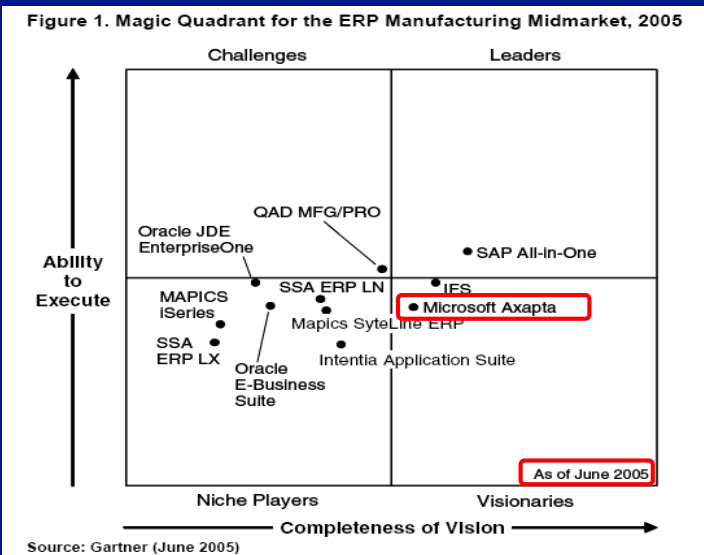 Figure 1. Magic Quadrant for the ERP Manufacturing Midmarket, 2005
Challenges
Leaders
QAD MFG/PRO
Oracle JDE
EnterpriseOne
SAP All-in-One
Ability
to
Execute
SSA ERP LN
IFS
MAPICS
iSeries
Microsoft Axapta
Mapics SyteLine ERP
SSA
ERP LX
Oracle
E-Business
Suite
Intentia Application Suite
As of June 2005
Niche Players
Visionaries
Completeness of Vision
Source: Gartner (June 2005)